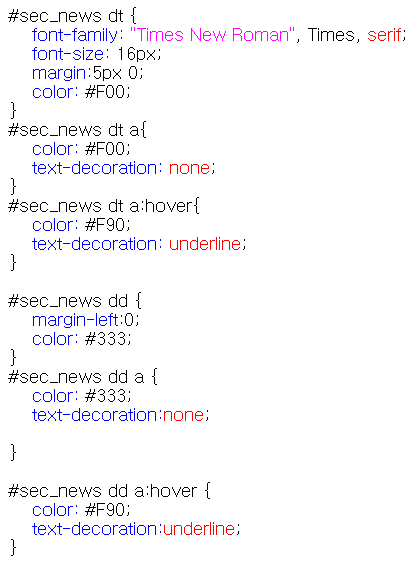 #sec_news dt {
font-family: "Times New Roman", Times, serif;
font-size: 16px;
margin:5px 0;
color: #F00;
}
#sec_news dt a{
color: #F00;
text-decoration: none;
}
#sec_news dt a:hover{
color: #F90;
text-decoration: underline;
}
#sec_news dd {
margin-left:0;
color: #333;
}
#sec_news dd a {
color: #333;
text-decoration:none;
}
#sec_news dd a:hover {
color: #F90;
text-decoration:underline;
}